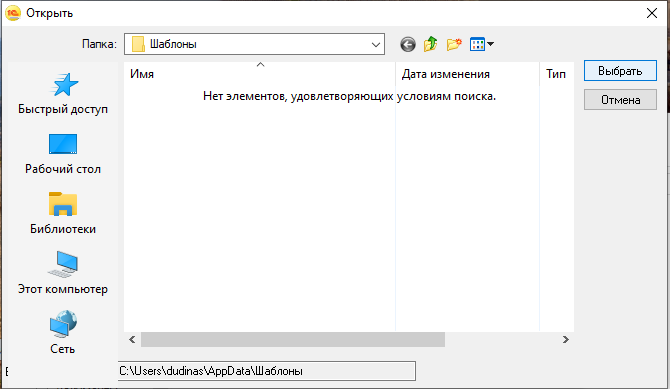 Открыть
Папка: Шаблоны
Имя Дата изменения Тип
Нет элементов, удовлетворяющих условиям поиска.
Выбрать
Отмена
Быстрый доступ
Рабочий стол
Библиотеки
Этот компьютер
Сеть
C:\Users\dudinas\AppData\Шаблоны